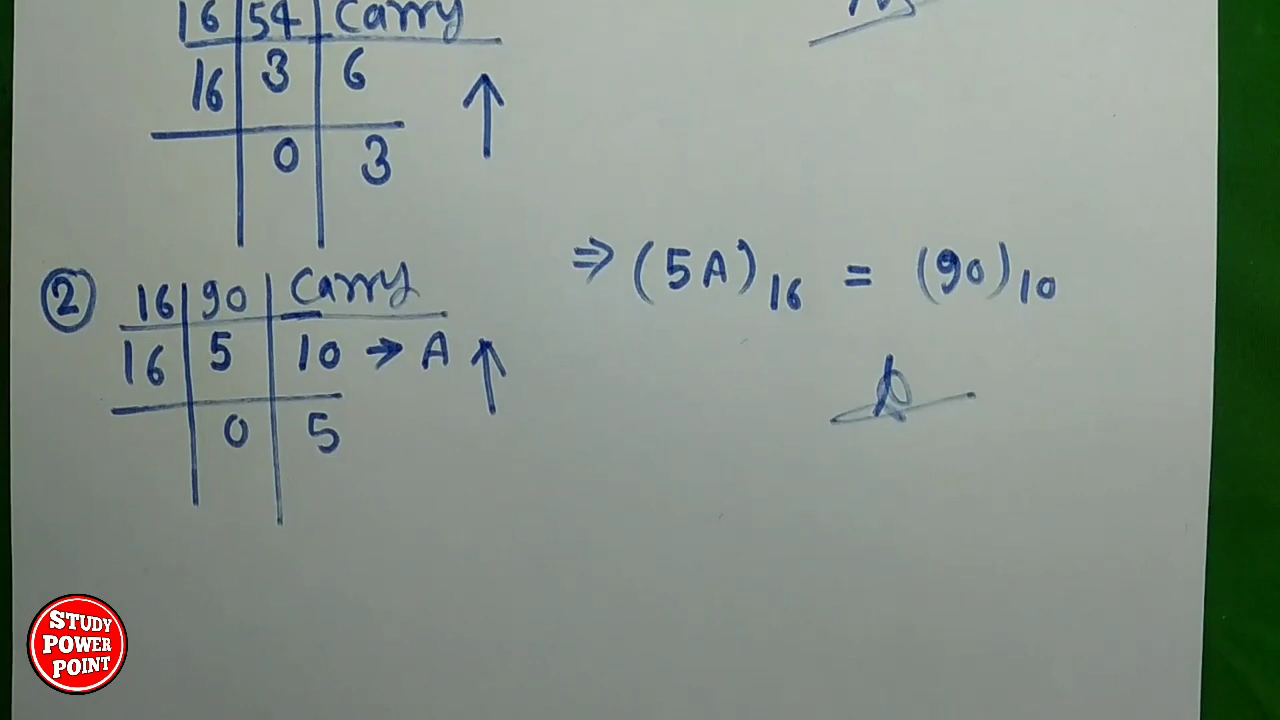 16 54 Carry
16 3 6
0 3
② 16 90 Carry
16 5 10 → A
0 5
⇒ (5A)₁₆ = (90)₁₀
STUDY
POWER
POINT